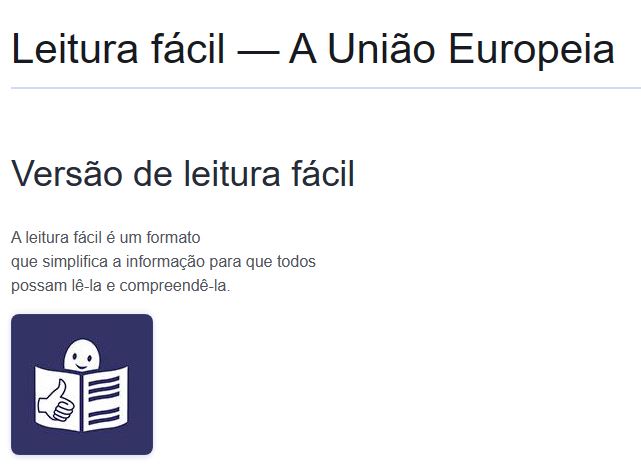 Leitura fácil — A União Europeia
Versão de leitura fácil
A leitura fácil é um formato
que simplifica a informação para que todos
possam lê-la e compreendê-la.